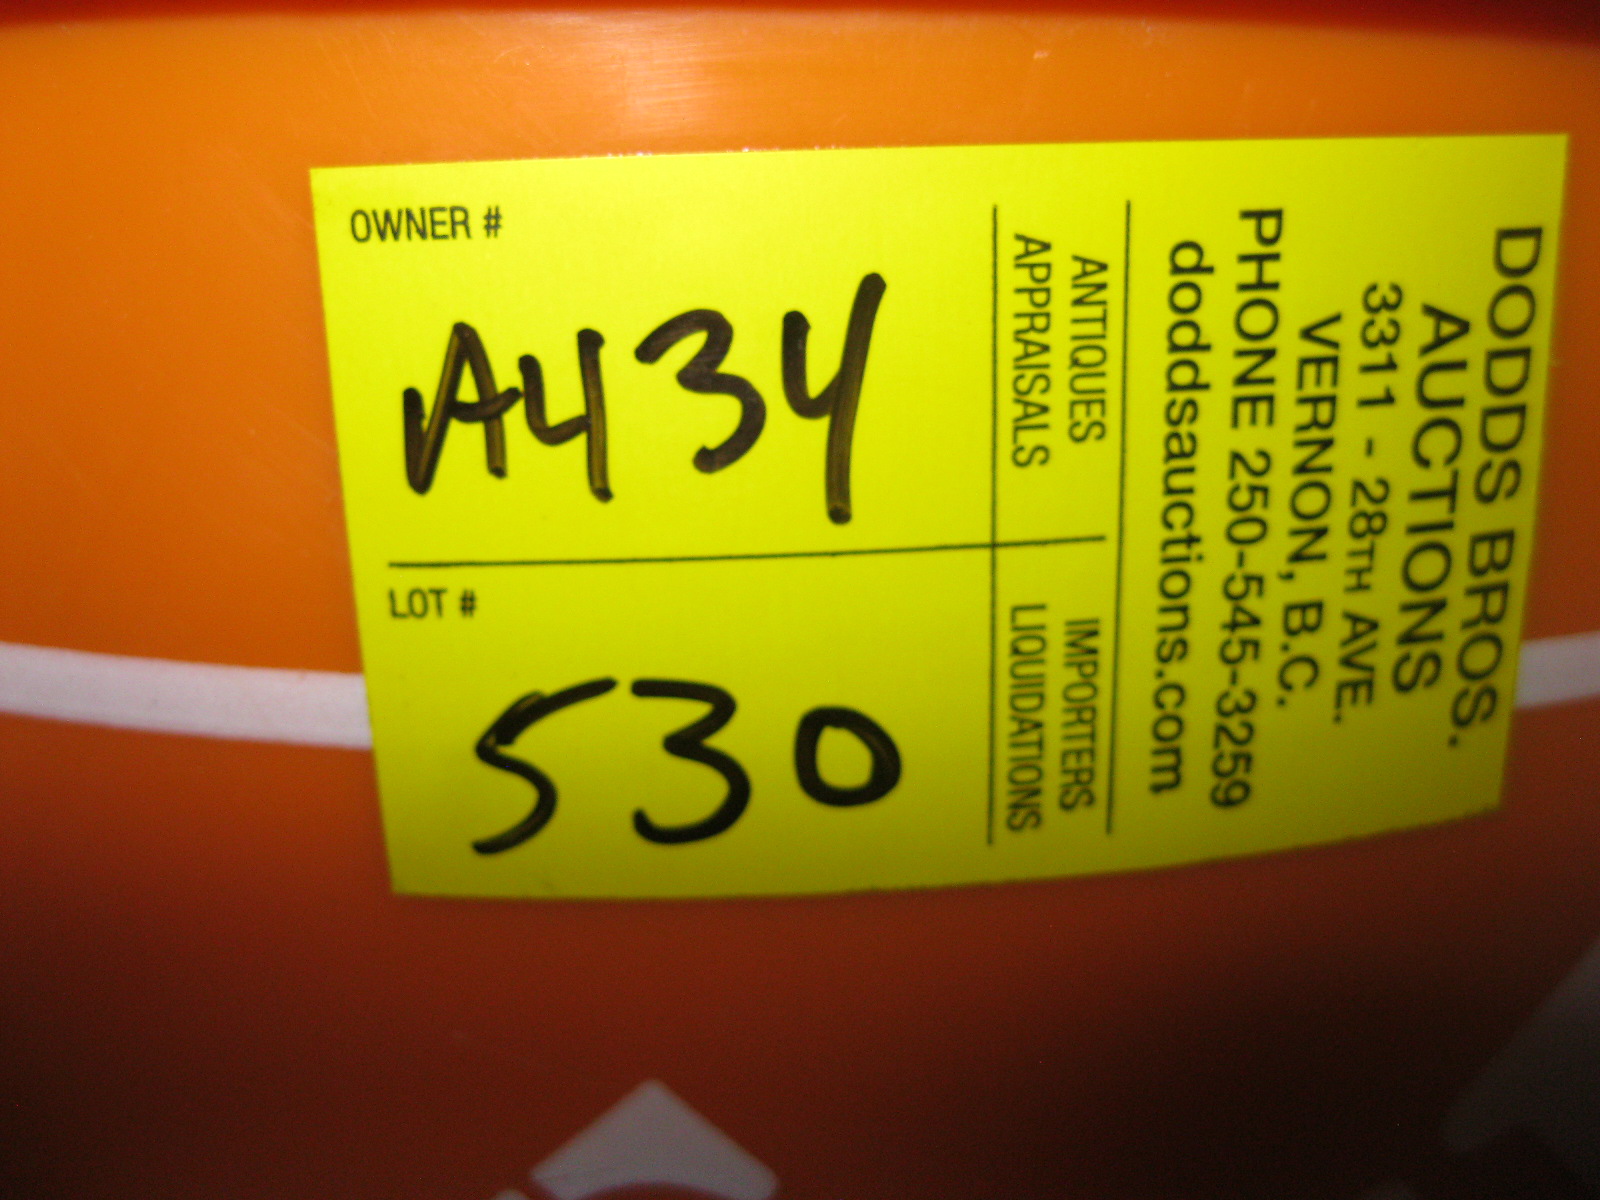 OWNER #
A434
LOT #
530
ANTIQUES
APPRAISALS
IMPORTERS
LIQUIDATIONS
DODDS BROS.
AUCTIONS
3311 - 28TH AVE.
VERNON, B.C.
PHONE 250-545-3259
doddsauctions.com